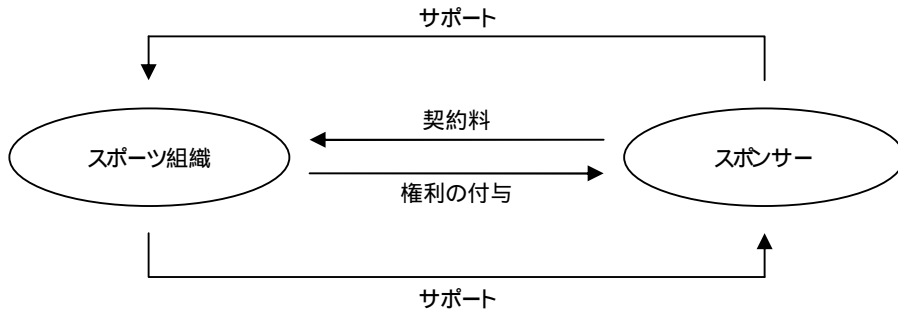 サポート
契約料
スポーツ組織
スポンサー
権利の付与
サポート